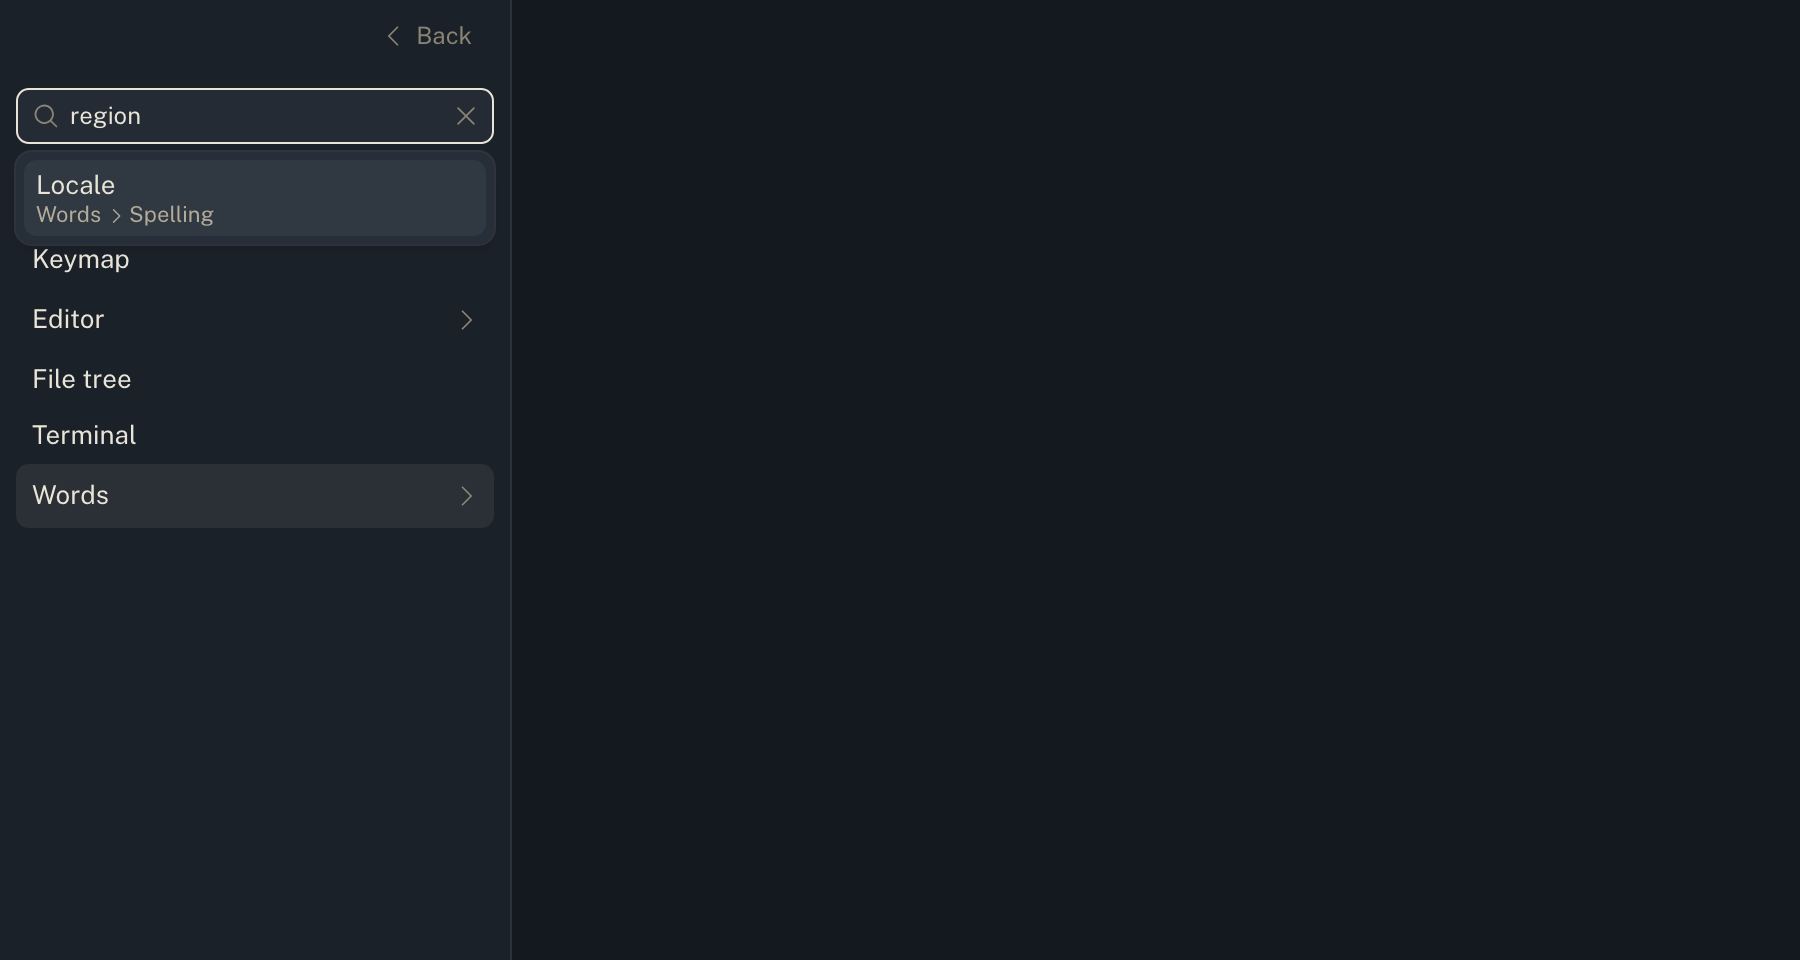 Back
region
Locale
Words > Spelling
Keymap
Editor
File tree
Terminal
Words